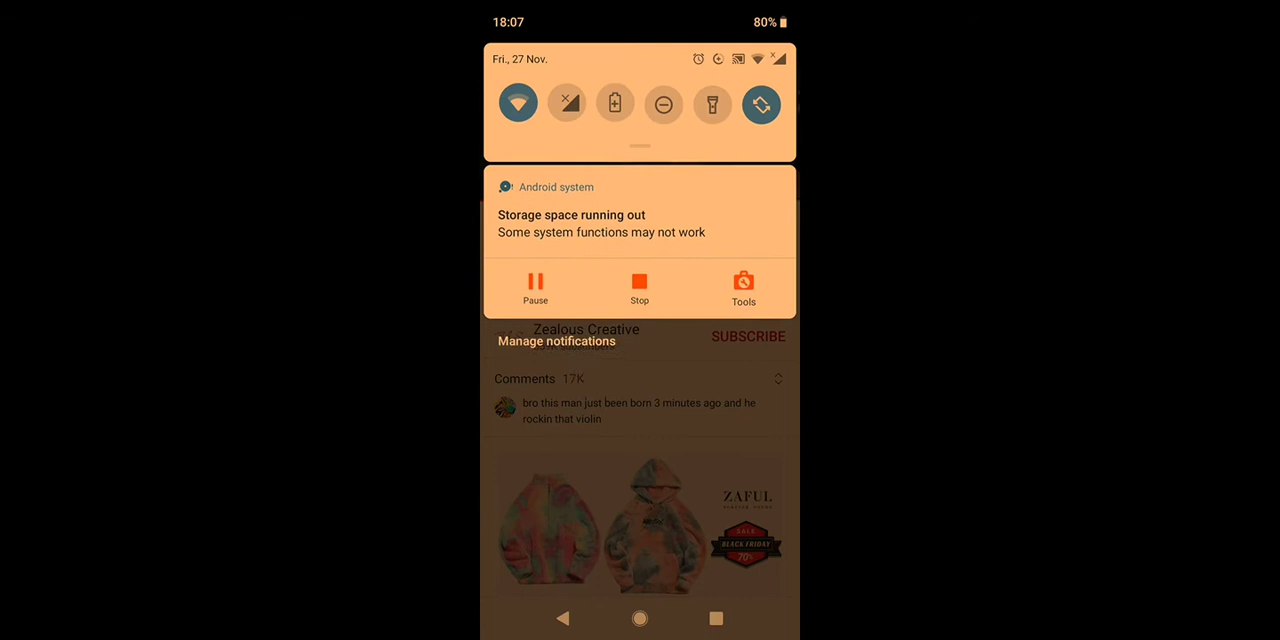 18:07
80%
Fri., 27 Nov.
Android system
Storage space running out
Some system functions may not work
Pause
Stop
Tools
Zealous Creative
Manage notifications
SUBSCRIBE
Comments 17K
bro this man just been born 3 minutes ago and he
rockin that violin
ZAFUL
SALE
BLACK FRIDAY
70%